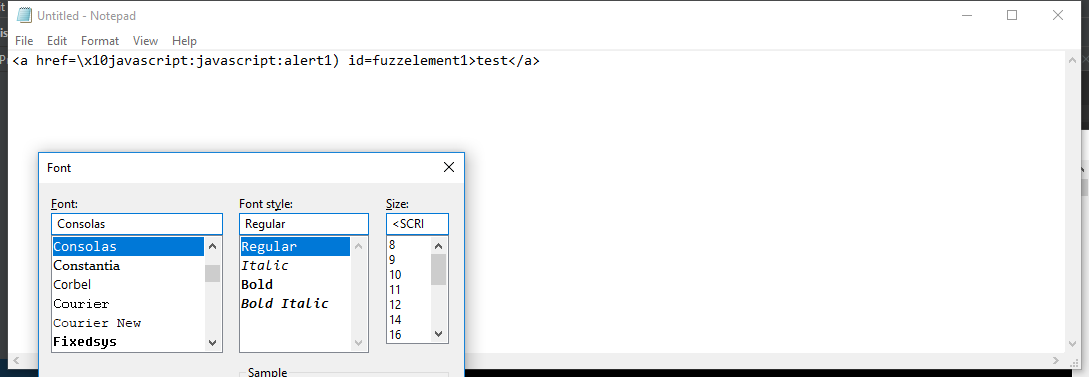 Untitled - Notepad
File Edit Format View Help
<a href=\x10javascript:javascript:alert1) id=fuzzelement1>test</a>
Font
Font: Font style: Size:
Consolas Regular <SCRI
Consolas Regular 8
Constantia Italic 9
Corbel Bold 10
Courier Bold Italic 11
Courier New 12
Fixedsys 14
16
Sample